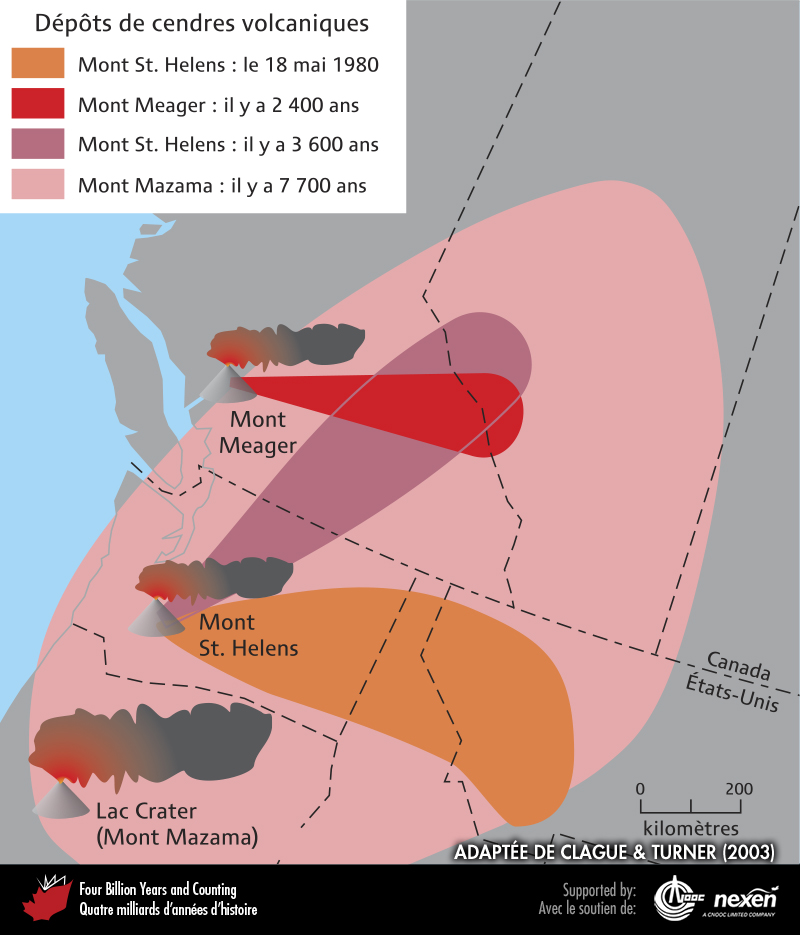 Dépôts de cendres volcaniques
Mont St. Helens : le 18 mai 1980
Mont Meager : il y a 2 400 ans
Mont St. Helens : il y a 3 600 ans
Mont Mazama : il y a 7 700 ans
Mont
Meager
Mont
St. Helens
Canada
États-Unis
Lac Crater
(Mont Mazama)
0 200
kilomètres
ADAPTÉE DE CLAGUE & TURNER (2003)
Four Billion Years and Counting
Quatre milliards d'années d'histoire
Supported by:
Avec le soutien de:
CNOOC
nexen
A CNOOC LIMITED COMPANY